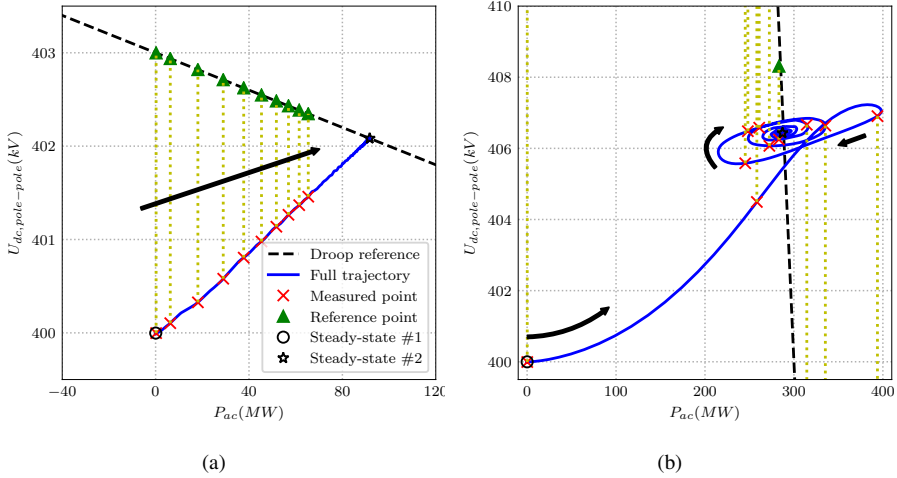 403
402
401
400
U_{dc,pole-pole}(kV)
−40
0
40
80
120
P_{ac}(MW)
Droop reference
Full trajectory
Measured point
Reference point
Steady-state #1
Steady-state #2
(a)
410
408
406
404
402
400
U_{dc,pole-pole}(kV)
0
100
200
300
400
P_{ac}(MW)
(b)